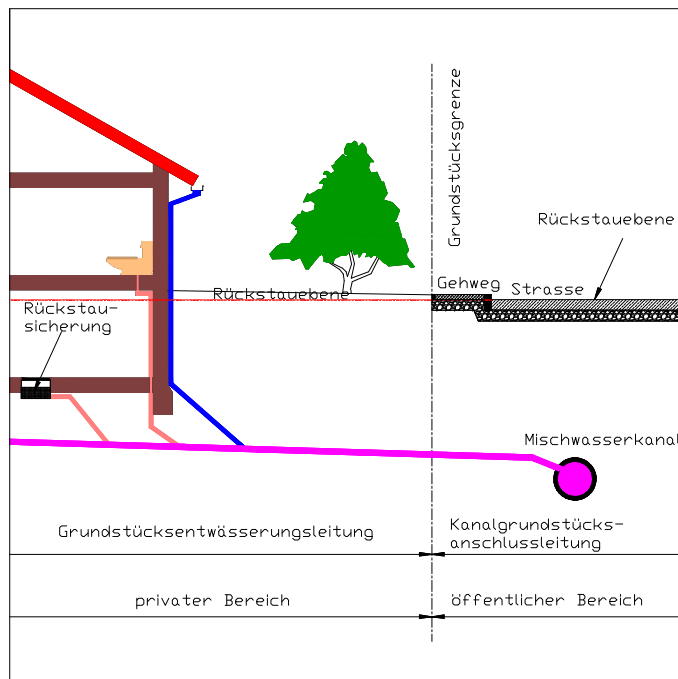 Grundstücksgrenze
Rückstauebene
Gehweg
Strasse
Rückstauebene
Rückstau-
sicherung
Mischwasserkanal
Grundstücksentwässerungsleitung
Kanalgrundstücks-
anschlussleitung
privater Bereich
öffentlicher Bereich